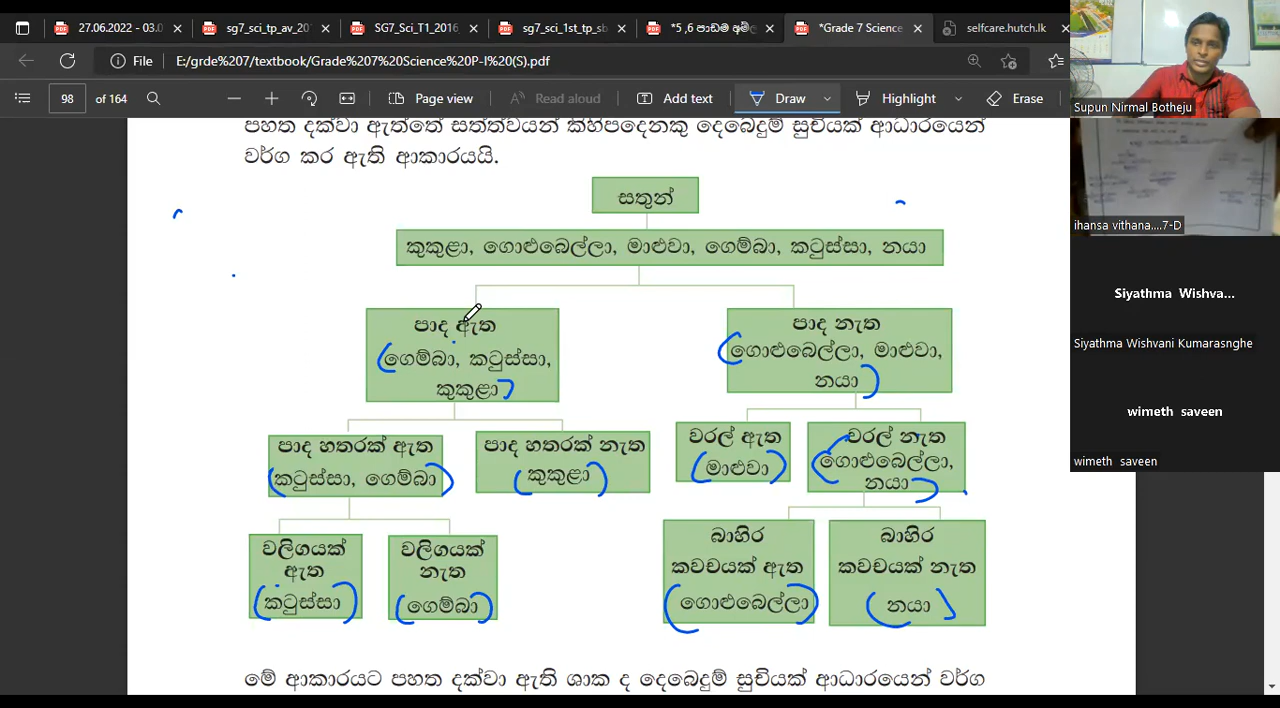 27.06.2022 - 03.0
sg7_sci_tp_av_201
SG7_Sci_T1_2016
sg7_sci_1st_tp_sb
*5 ,6 පාඩම අම්
*Grade 7 Science
selfcare.hutch.lk
File
E:/grde%207/textbook/Grade%207%20Science%20P-I%20(S).pdf
98 of 164
Page view
Read aloud
Add text
Draw
Highlight
Erase
Supun Nirmal Botheju
ihansa vithana....7-D
Siyathma Wishva...
Siyathma Wishvani Kumarasnghe
wimeth saveen
wimeth saveen
පහත දක්වා ඇත්තේ සතත්වයන් කිහිපදෙනකු දෙබෙදුම් සුචියක් ආධාරයෙන්
වර්ග කර ඇති ආකාරයයි.
සතුන්
කුකුළා, ගොළුබෙල්ලා, මාළුවා, ගෙම්බා, කටුස්සා, නයා
පාද ඇත
ගෙම්බා, කටුස්සා,
කුකුළා
පාද නැත
ගොළුබෙල්ලා, මාළුවා,
නයා
පාද හතරක් ඇත
කටුස්සා, ගෙම්බා
පාද හතරක් නැත
කුකුළා
වරල් ඇත
මාළුවා
වරල් නැත
ගොළුබෙල්ලා,
නයා
වලිගයක්
ඇත
කටුස්සා
වලිගයක්
නැත
ගෙම්බා
බාහිර
කවචයක් ඇත
ගොළුබෙල්ලා
බාහිර
කවචයක් නැත
නයා
මේ ආකාරයට පහත දක්වා ඇති ශාක ද දෙබෙදුම් සුචියක් ආධාරයෙන් වර්ග